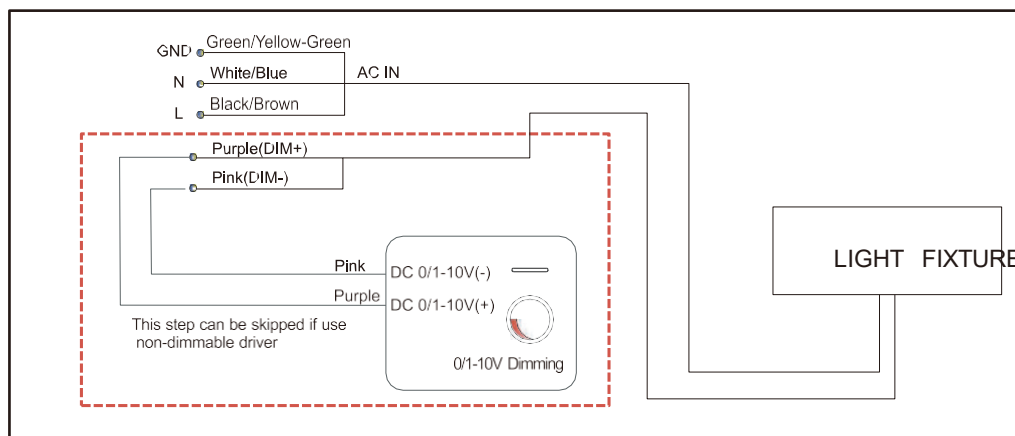 GND Green/Yellow-Green
N White/Blue AC IN
L Black/Brown
Purple(DIM+)
Pink(DIM-)
LIGHT FIXTURE
Pink DC 0/1-10V(-)
Purple DC 0/1-10V(+)
This step can be skipped if use
non-dimmable driver
0/1-10V Dimming